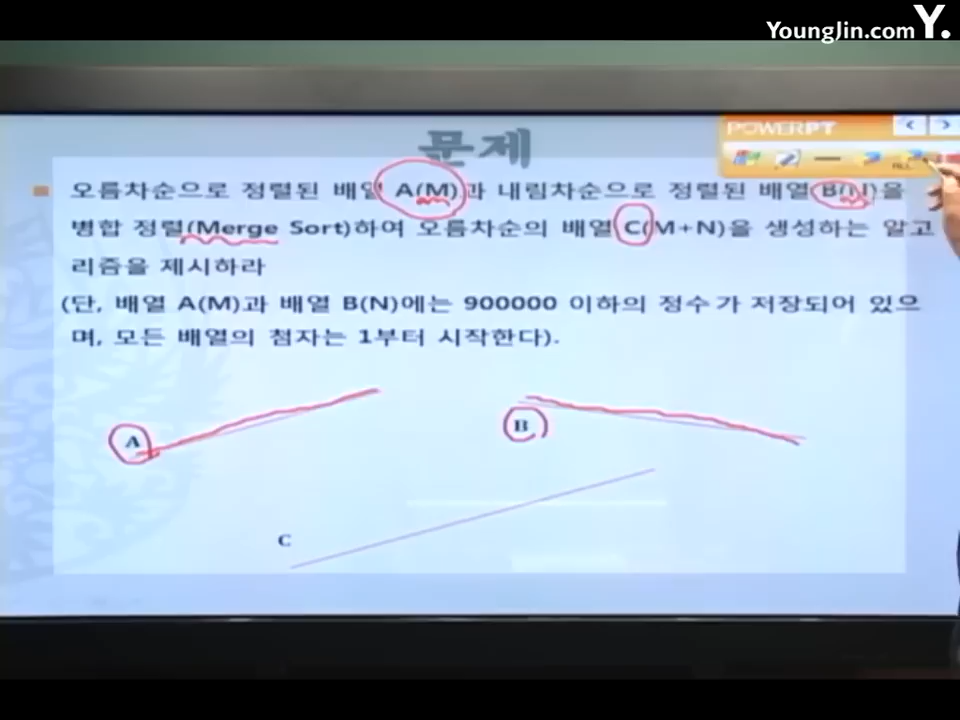 YoungJin.com Y.
문제
POWERPT
오름차순으로 정렬된 배열 A(M)과 내림차순으로 정렬된 배열 B(N)을
병합 정렬(Merge Sort)하여 오름차순의 배열 C(M+N)을 생성하는 알고
리즘을 제시하라
(단, 배열 A(M)과 배열 B(N)에는 900000 이하의 정수가 저장되어 있으
며, 모든 배열의 첨자는 1부터 시작한다).
A
B
C